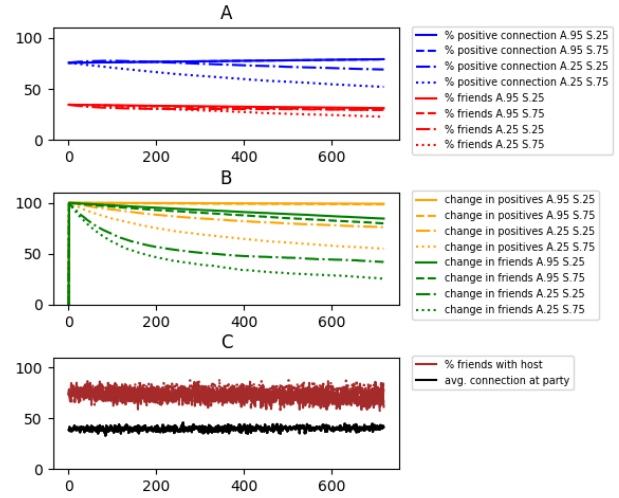 A
100
50
0
0 200 400 600
% positive connection A.95 S.25
% positive connection A.95 S.75
% positive connection A.25 S.25
% positive connection A.25 S.75
% friends A.95 S.25
% friends A.95 S.75
% friends A.25 S.25
% friends A.25 S.75
B
100
50
0
0 200 400 600
change in positives A.95 S.25
change in positives A.95 S.75
change in positives A.25 S.25
change in positives A.25 S.75
change in friends A.95 S.25
change in friends A.95 S.75
change in friends A.25 S.25
change in friends A.25 S.75
C
100
50
0
0 200 400 600
% friends with host
avg. connection at party